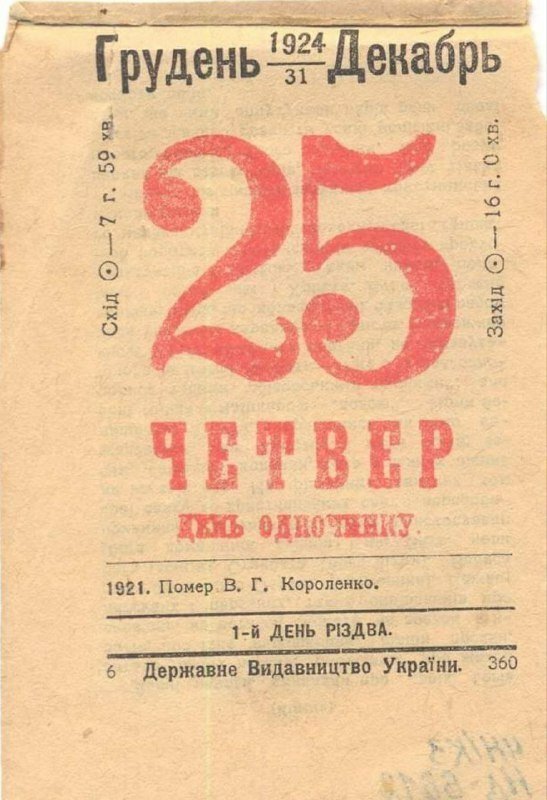 Грудень 1924/31 Декабрь
Схід ☉—7 г. 59 хв.
25
Захід ☉—16 г. 0 хв.
ЧЕТВЕР
ДЕНЬ ОДПОЧИНКУ.
1921. Помер В. Г. Короленко.
1-й ДЕНЬ РІЗДВА.
6 Державне Видавництво України. 360